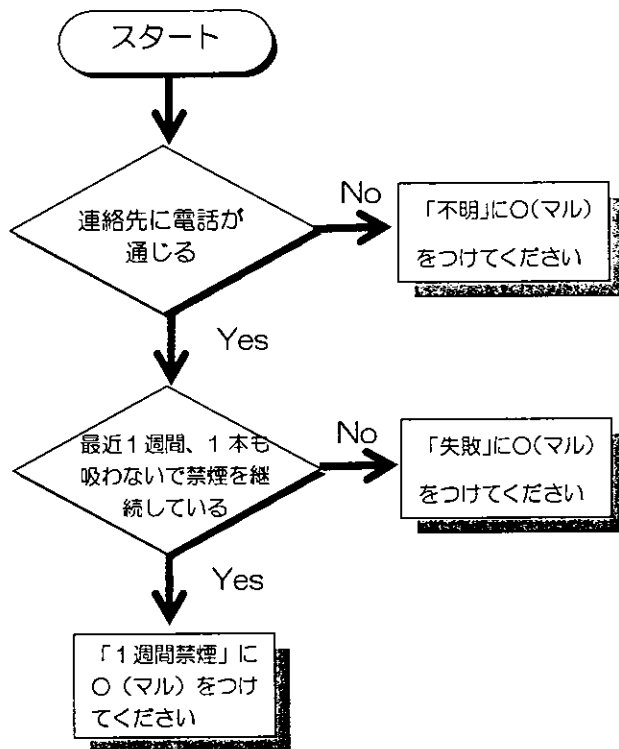 スタート
連絡先に電話が
通じる
No
「不明」に○(マル)
をつけてください
Yes
最近1週間、1本も
吸わないで禁煙を継
続している
No
「失敗」に○(マル)
をつけてください
Yes
「1週間禁煙」に
○（マル）をつけ
てください